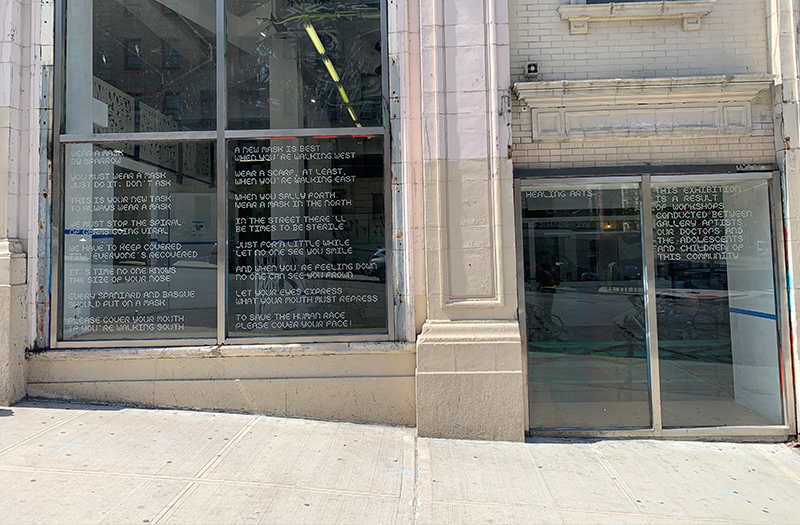 WEAR A MASK
BY SPARROW
YOU MUST WEAR A MASK
JUST DO IT; DON'T ASK
THIS IS YOUR NEW TASK
TO ALWAYS WEAR A MASK
WE MUST STOP THE SPIRAL
OF GERMS GOING VIRAL
WE HAVE TO KEEP COVERED
TILL EVERYONE'S RECOVERED
IT'S TIME NO ONE KNOWS
THE SIZE OF YOUR NOSE
EVERY SPANIARD AND BASQUE
SHOULD PUT ON A MASK
PLEASE COVER YOUR MOUTH
IF YOU'RE WALKING SOUTH
A NEW MASK IS BEST
WHEN YOU'RE WALKING WEST
WEAR A SCARF, AT LEAST,
WHEN YOU'RE WALKING EAST
WHEN YOU SALLY FORTH
WEAR A MASK IN THE NORTH
IN THE STREET THERE'LL
BE TIMES TO BE STERILE
JUST FOR A LITTLE WHILE
LET NO ONE SEE YOU SMILE
AND WHEN YOU'RE FEELING DOWN
NO ONE CAN SEE YOU FROWN
LET YOUR EYES EXPRESS
WHAT YOUR MOUTH MUST REPRESS
TO SAVE THE HUMAN RACE
PLEASE COVER YOUR FACE!
HEALING ARTS
THIS EXHIBITION
IS A RESULT
OF WORKSHOPS
CONDUCTED BETWEEN
GALLERY ARTISTS
OUR DOCTORS AND
THE ADOLESCENTS
AND CHILDREN OF
THIS COMMUNITY